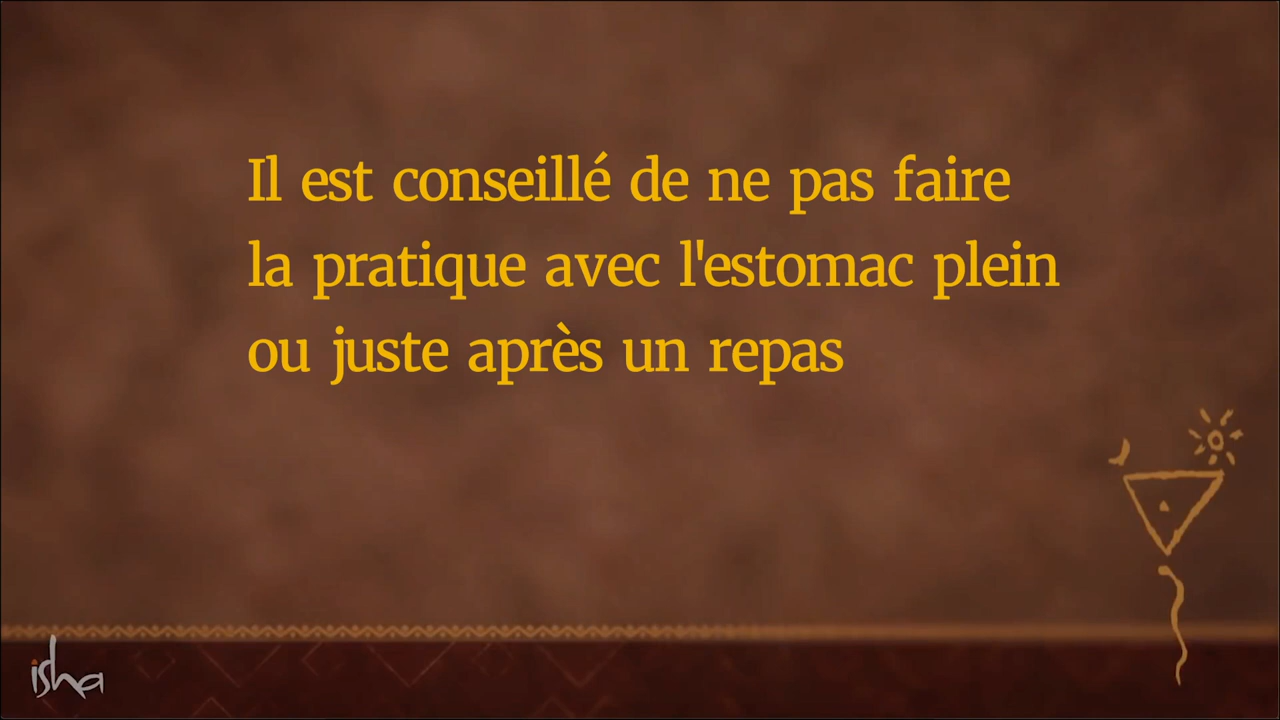 Il est conseillé de ne pas faire
la pratique avec l'estomac plein
ou juste après un repas
isha